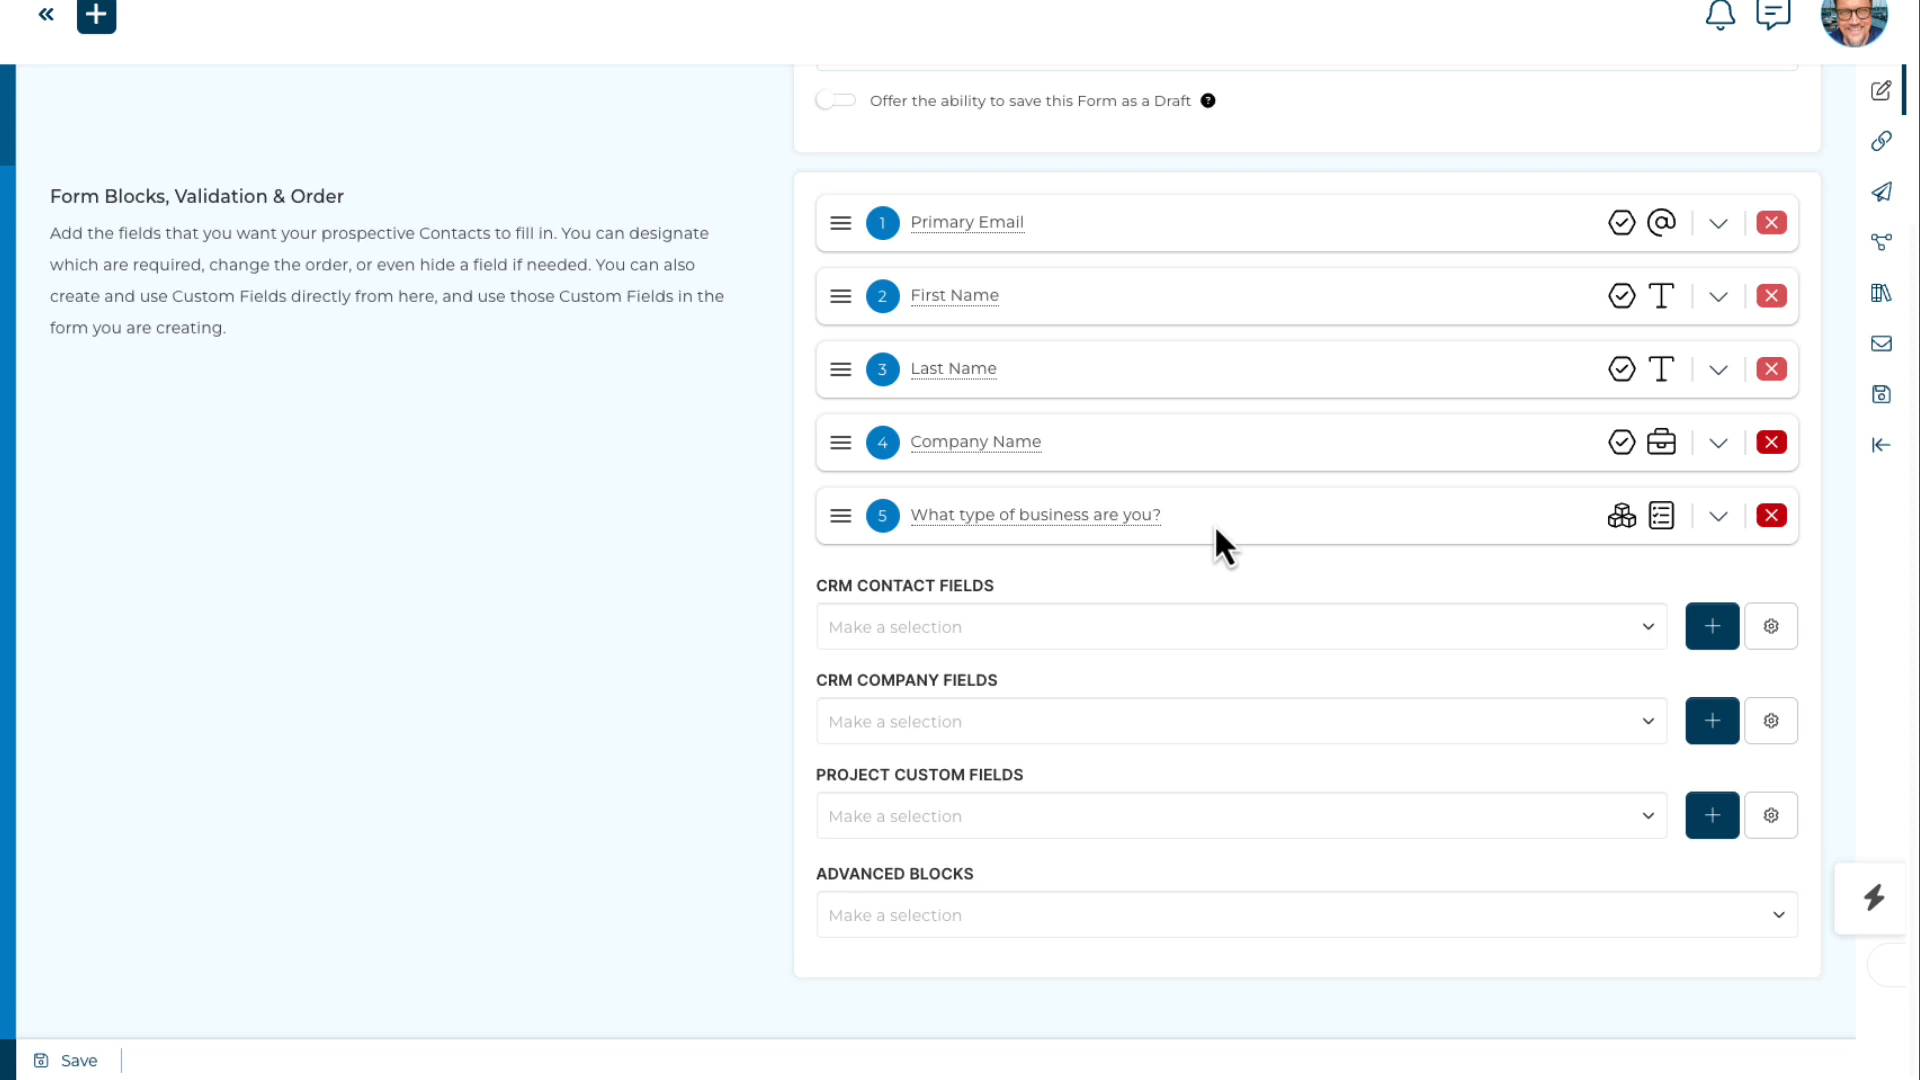 Offer the ability to save this Form as a Draft ?
Form Blocks, Validation & Order
Add the fields that you want your prospective Contacts to fill in. You can designate
which are required, change the order, or even hide a field if needed. You can also
create and use Custom Fields directly from here, and use those Custom Fields in the
form you are creating.
1 Primary Email
2 First Name
3 Last Name
4 Company Name
5 What type of business are you?
CRM CONTACT FIELDS
Make a selection
CRM COMPANY FIELDS
Make a selection
PROJECT CUSTOM FIELDS
Make a selection
ADVANCED BLOCKS
Make a selection
Save